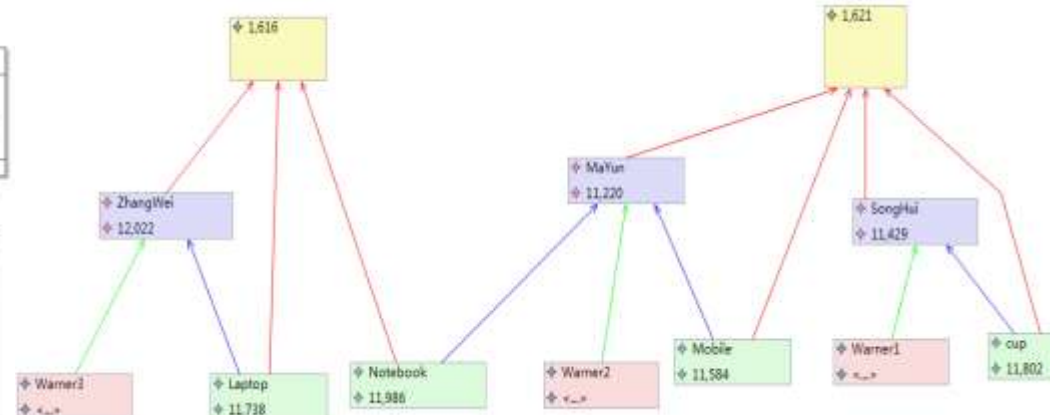 1,616
1,621
MaYun
11,220
ZhangWei
12,022
SongHui
11,429
Warner3
<...>
Laptop
11,738
Notebook
11,986
Warner2
<...>
Mobile
11,584
Warner1
<...>
cup
11,802